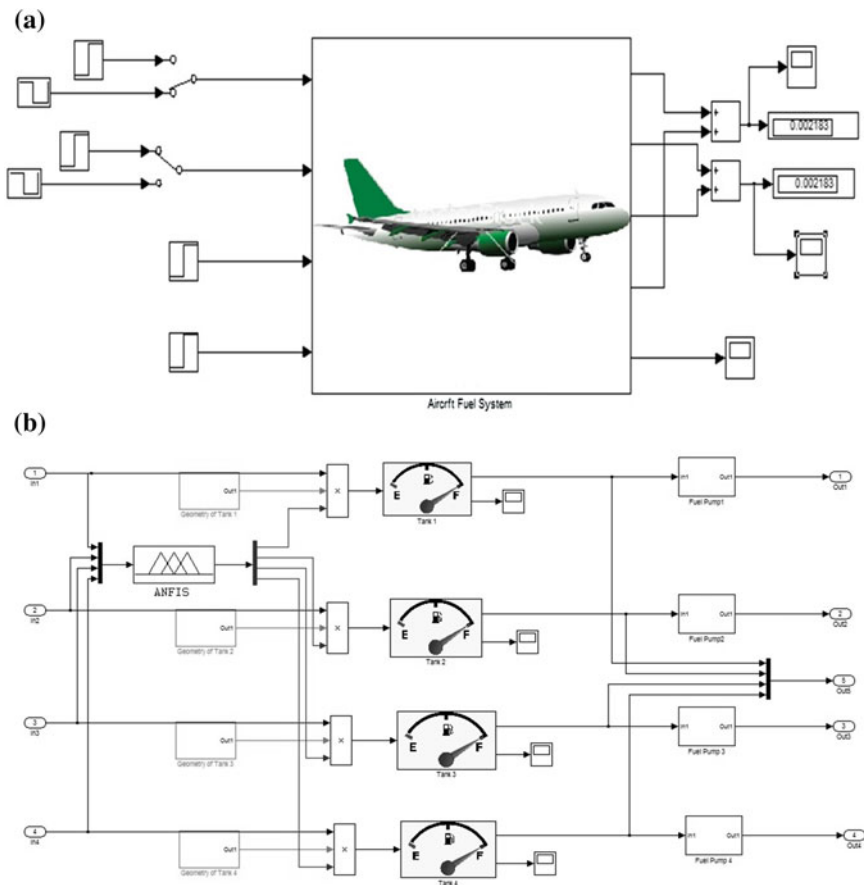 (a)
+
+
0.002183
+
+
0.002183
Aircrft Fuel System
(b)
1
In1
Out1
Geometry of Tank 1
×
E
F
Tank 1
In1
Out1
Fuel Pump1
1
Out1
ANFIS
2
In2
Out1
Geometry of Tank 2
×
E
F
Tank 2
In1
Out1
Fuel Pump2
2
Out2
5
Out5
3
In3
Out1
Geometry of Tank 3
×
E
F
Tank 3
In1
Out1
Fuel Pump 3
3
Out3
4
In4
Out1
Geometry of Tank 4
×
E
F
Tank 4
In1
Out1
Fuel Pump 4
4
Out4